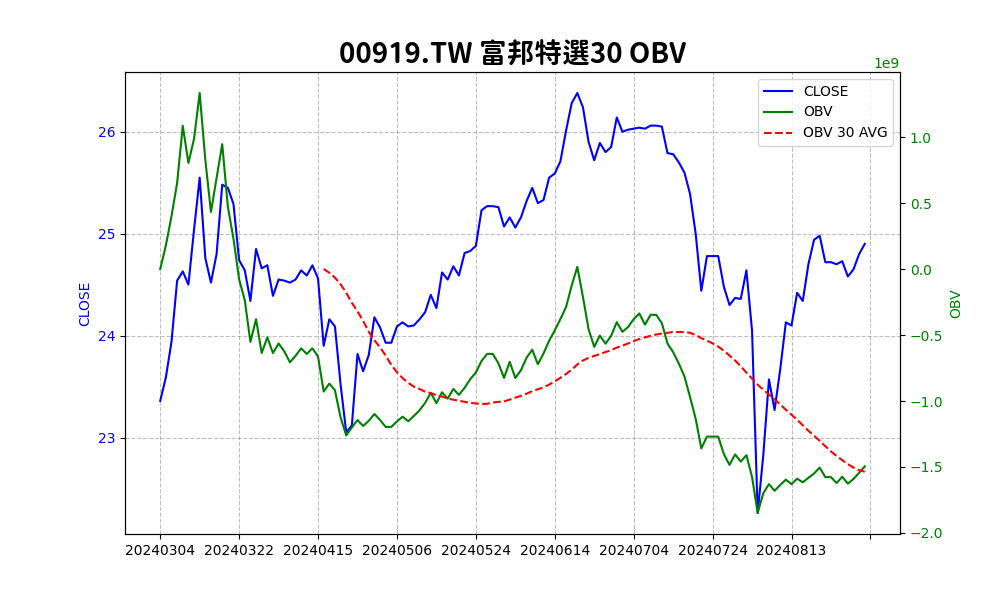 00919.TW 富邦特選30 OBV
1e9
CLOSE
OBV
OBV 30 AVG
26
25
24
23
CLOSE
1.0
0.5
0.0
−0.5
−1.0
−1.5
−2.0
OBV
20240304 20240322 20240415 20240506 20240524 20240614 20240704 20240724 20240813